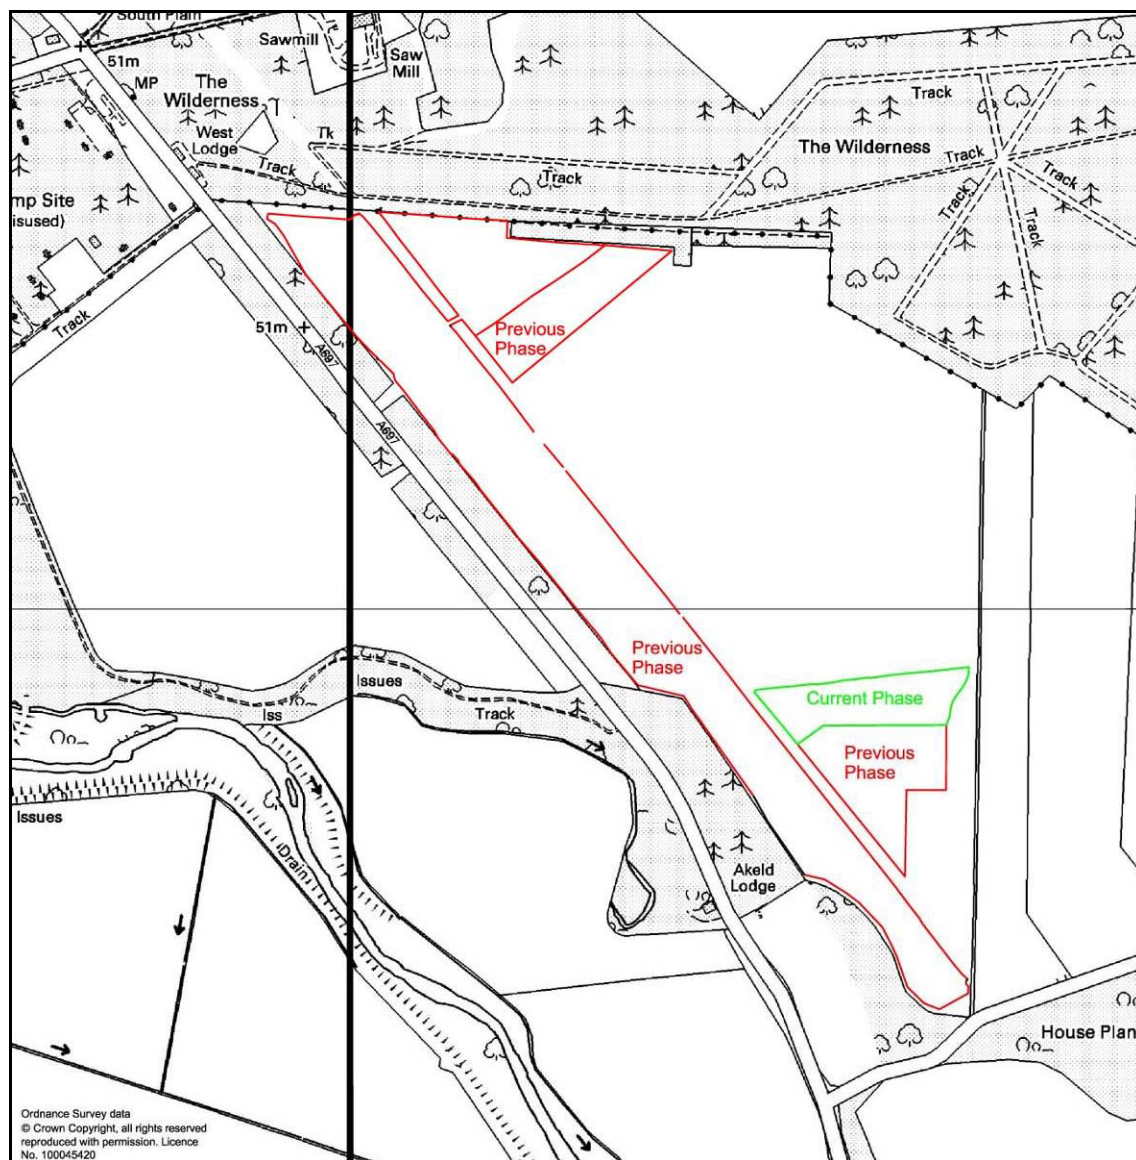 South Plain
51m
MP
Sawmill
Saw
Mill
The
Wilderness
West
Lodge
Tk
Track
Track
Track
The Wilderness
Track
Track
Track
Track
mp Site
isused)
Track
51m
A697
A697
Previous
Phase
Previous
Phase
Current Phase
Previous
Phase
Issues
Iss
Track
Issues
Drain
Akeld
Lodge
House Plan
Ordnance Survey data
© Crown Copyright, all rights reserved
reproduced with permission. Licence
No. 100045420